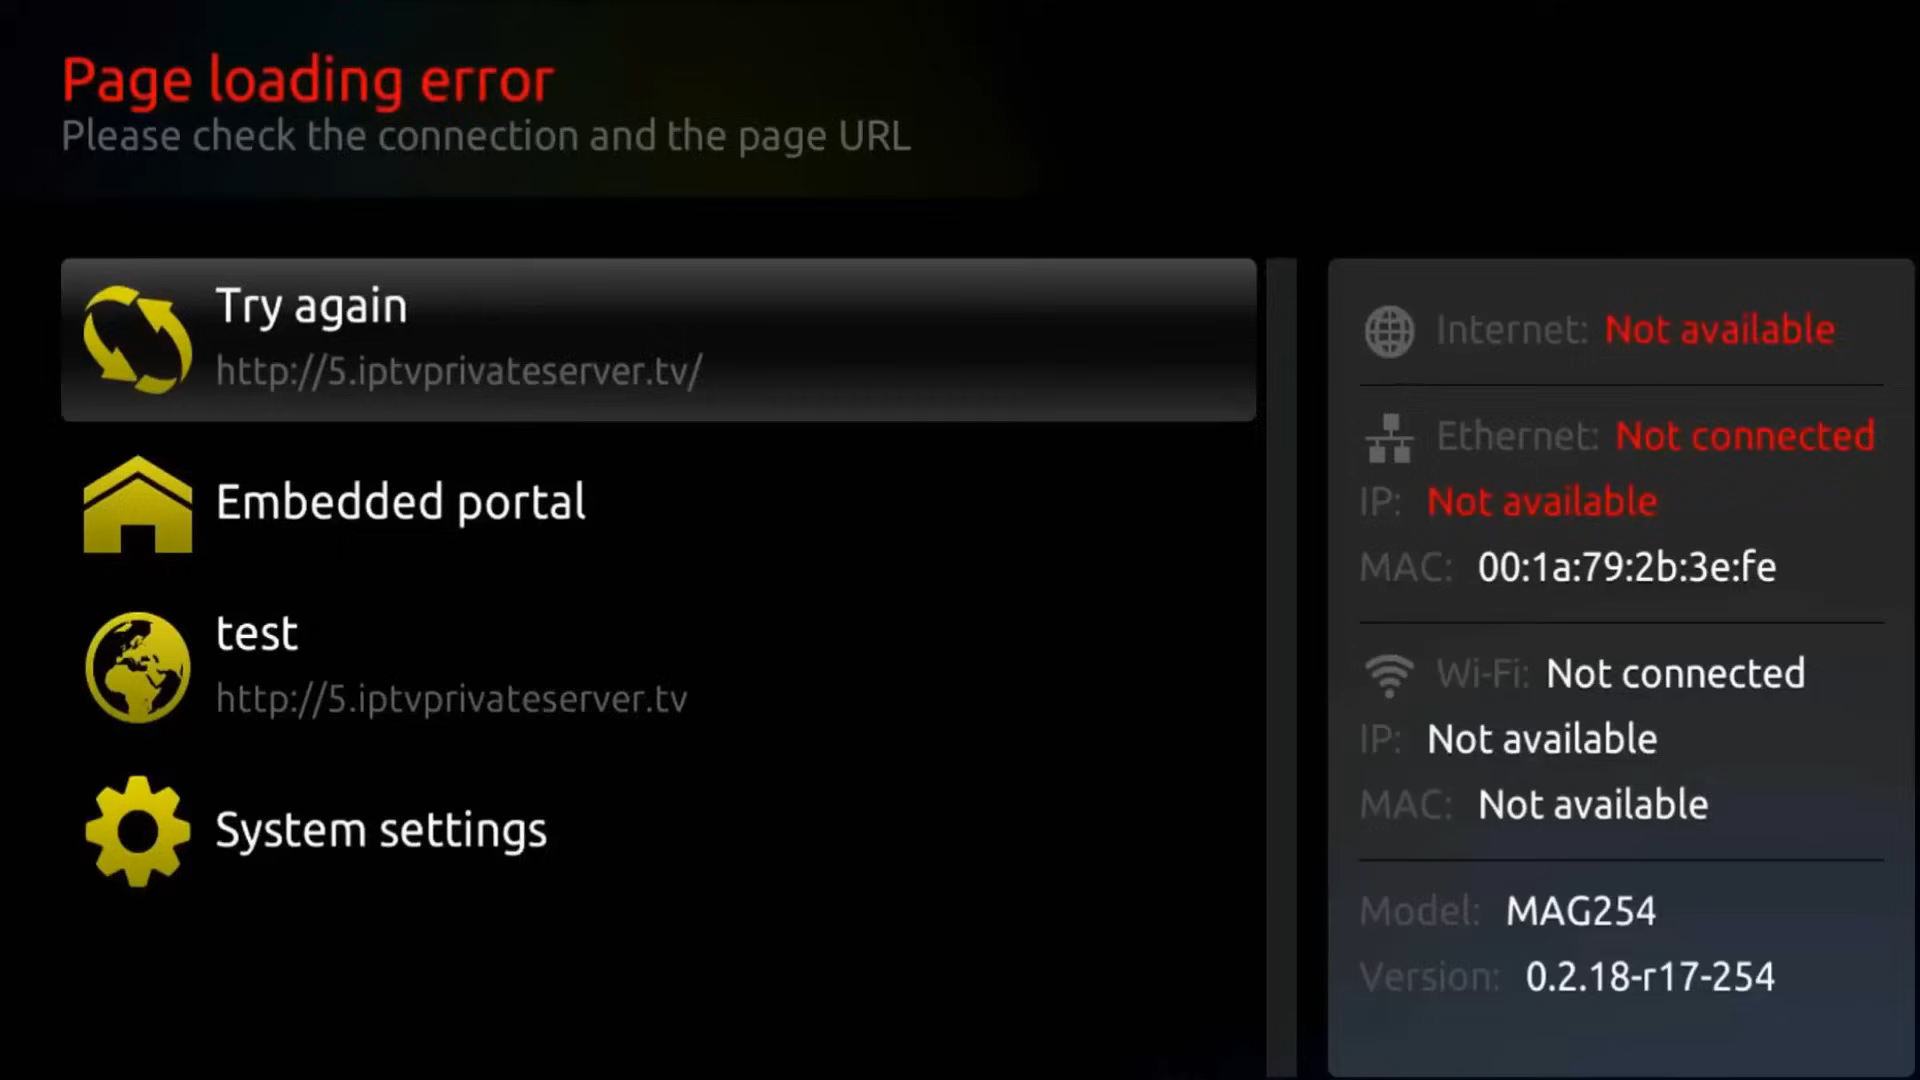 Page loading error
Please check the connection and the page URL
Try again
http://5.iptvprivateserver.tv/
Embedded portal
test
http://5.iptvprivateserver.tv
System settings
Internet: Not available
Ethernet: Not connected
IP: Not available
MAC: 00:1a:79:2b:3e:fe
Wi-Fi: Not connected
IP: Not available
MAC: Not available
Model: MAG254
Version: 0.2.18-r17-254